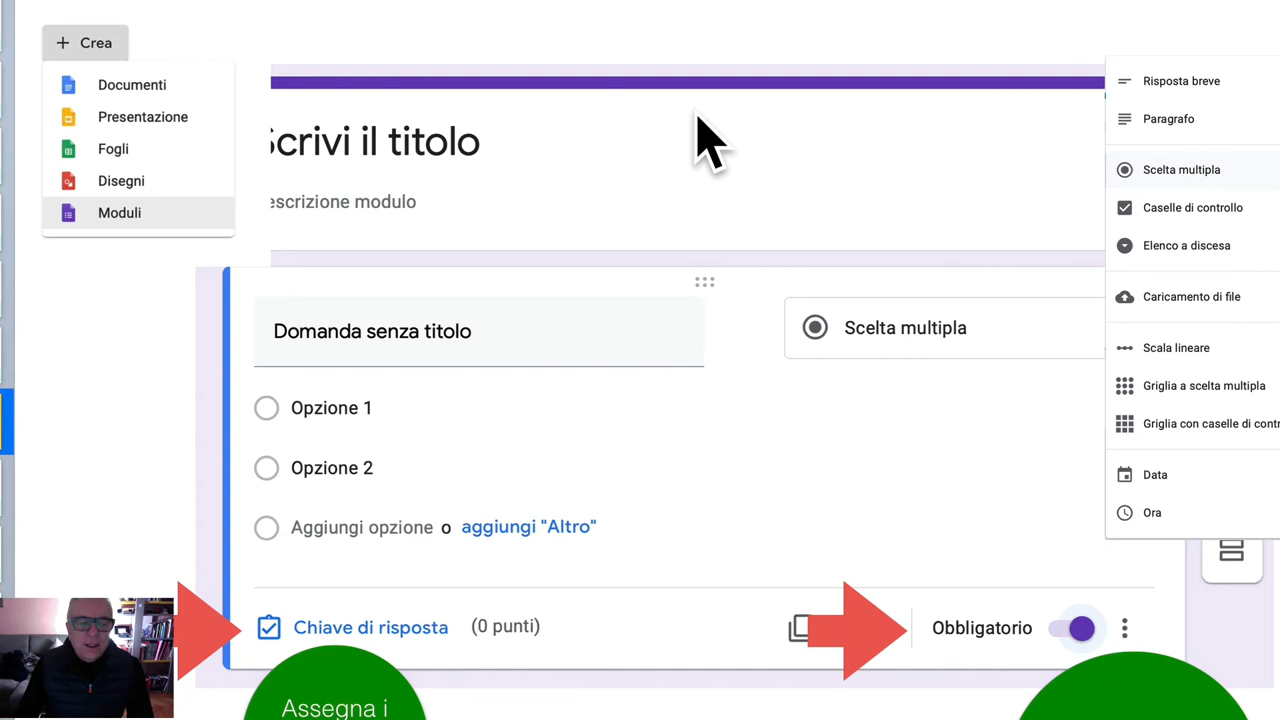 + Crea
Documenti
Presentazione
Fogli
Disegni
Moduli
Scrivi il titolo
escrizione modulo
Domanda senza titolo
Scelta multipla
Opzione 1
Opzione 2
Aggiungi opzione o aggiungi "Altro"
Chiave di risposta (0 punti)
Obbligatorio
Assegna i
Risposta breve
Paragrafo
Scelta multipla
Caselle di controllo
Elenco a discesa
Caricamento di file
Scala lineare
Griglia a scelta multipla
Griglia con caselle di contr
Data
Ora